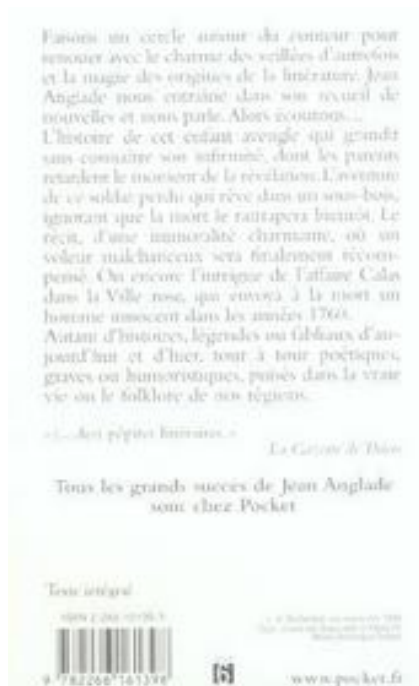 Faisons un cercle autour du conteur pour
renouer avec le charme des veillées d'autrefois
et la magie des origines de la littérature. Jean
Anglade nous entraîne dans son recueil de
nouvelles et nous parle. Alors écoutons...
L'histoire de cet enfant aveugle qui grandit
sans connaître son infirmité, dont les parents
retardent le moment de la révélation. L'aventure
de ce soldat perdu qui rêve dans un sous-bois,
ignorant que la mort le rattrapera bientôt. Le
récit, d'une immoralité charmante, où un
voleur malchanceux sera finalement récom-
pensé. Ou encore l'intrigue de l'affaire Calas
dans la Ville rose, qui envoya à la mort un
homme innocent dans les années 1760.
Autant d'histoires, légendes ou fabliaux d'au-
jourd'hui et d'hier, tour à tour poétiques,
graves ou humoristiques, puisés dans la vraie
vie ou le folklore de nos régions.
pépites littéraires. »
La Gazette de Thiers
Tous les grands succès de Jean Anglade
sont chez Pocket
Texte intégral
9 782266 161398
www.pocket.fr